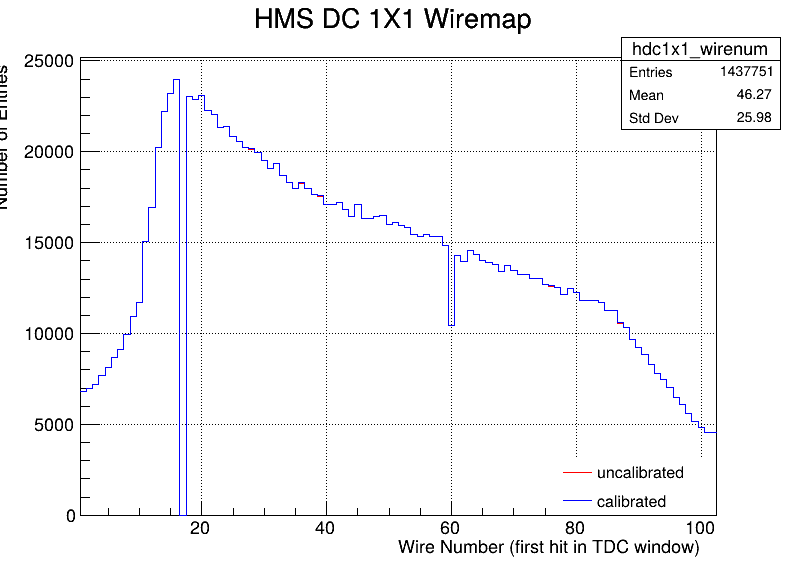 HMS DC 1X1 Wiremap
hdc1x1_wirenum
Entries 1437751
Mean 46.27
Std Dev 25.98
Number of Entries
25000
20000
15000
10000
5000
0
uncalibrated
calibrated
20 40 60 80 100
Wire Number (first hit in TDC window)